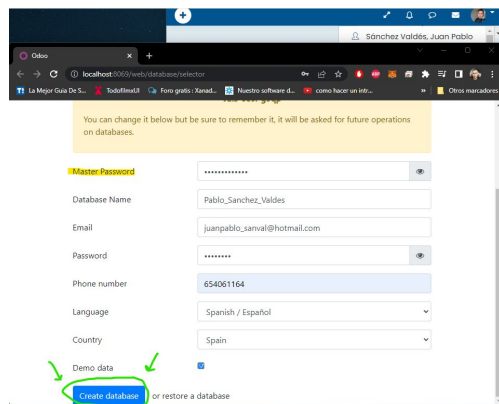 Sánchez Valdés, Juan Pablo
Odoo
localhost:8069/web/database/selector
La Mejor Guia De S... TodofilmxUl Foro gratis : Xanad... Nuestro software d... como hacer un intr... » Otros marcadores
You can change it below but be sure to remember it, it will be asked for future operations
on databases.
Master Password •••••••••••••
Database Name Pablo_Sanchez_Valdes
Email juanpablo_sanval@hotmail.com
Password ••••••••
Phone number 654061164
Language Spanish / Español
Country Spain
Demo data
Create database or restore a database